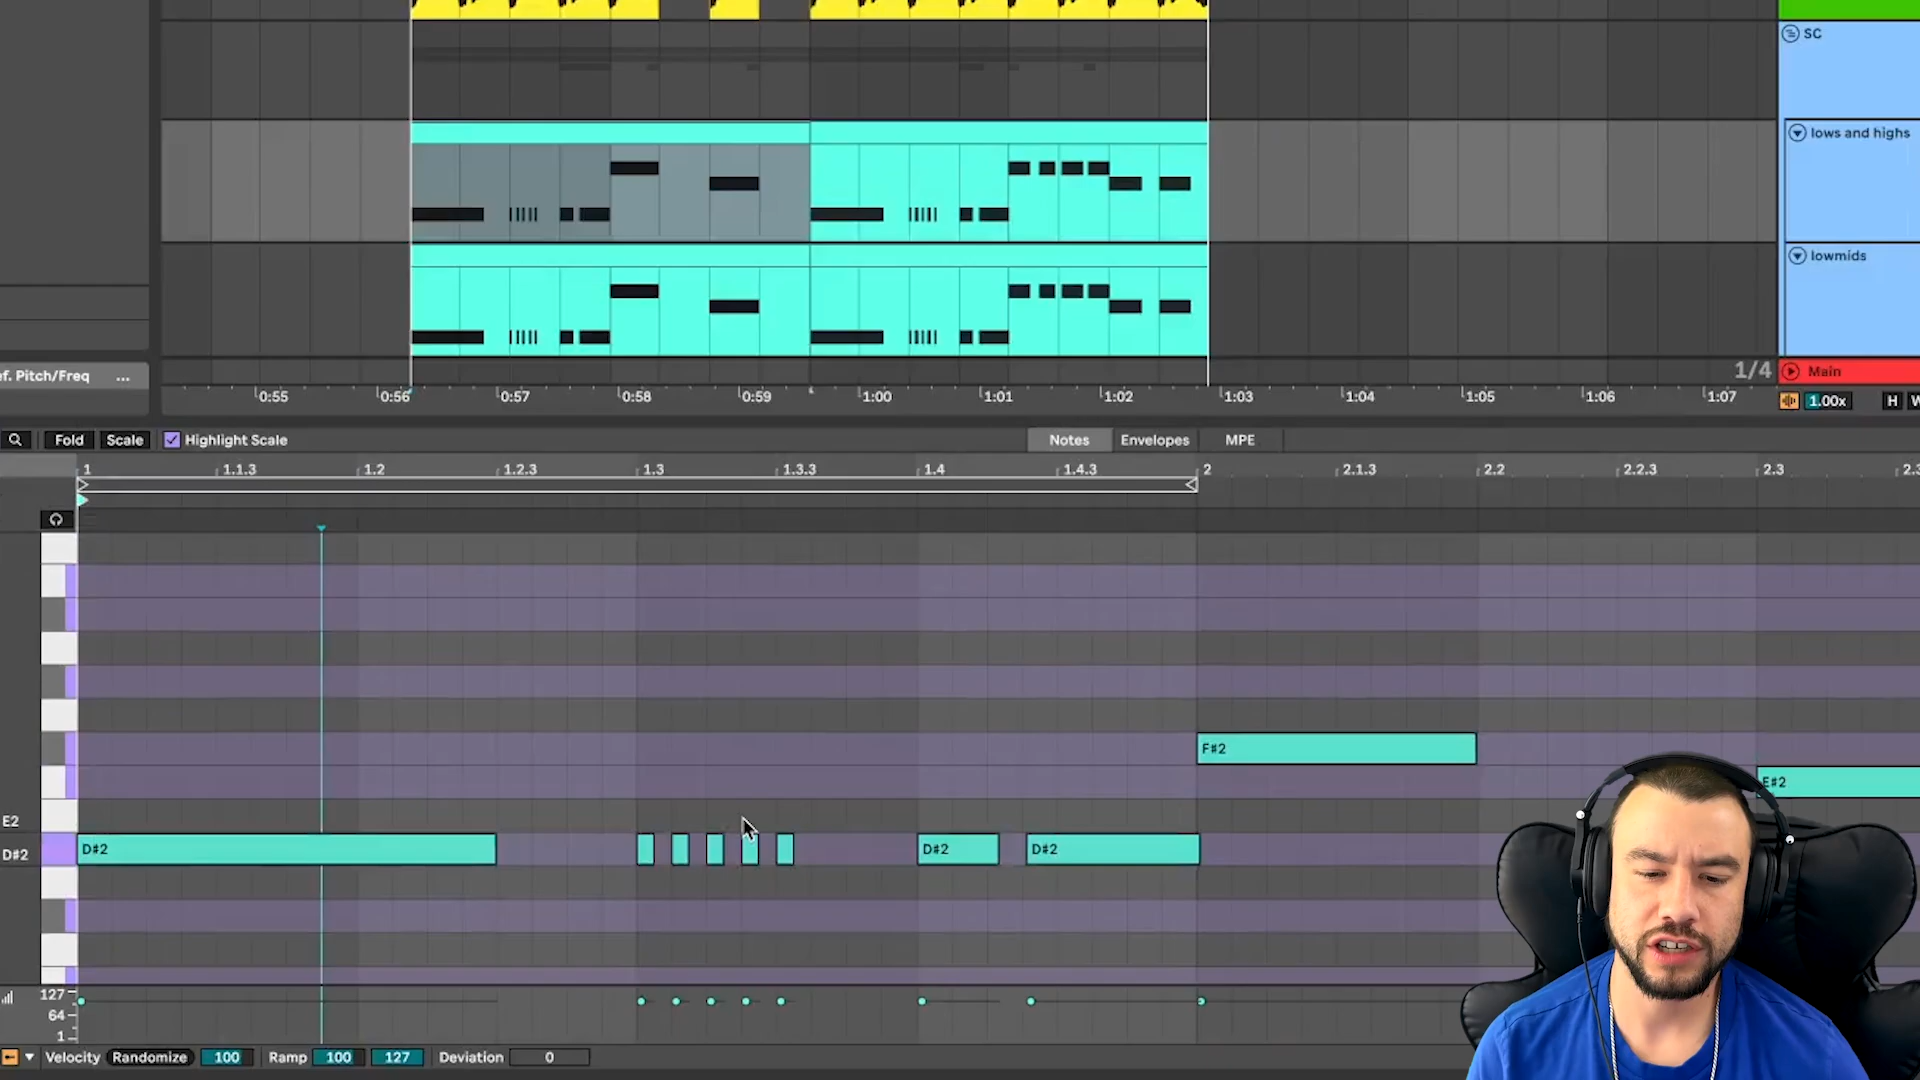 SC
lows and highs
lowmids
1/4
Main
ef. Pitch/Freq ...
0:55 0:56 0:57 0:58 0:59 1:00 1:01 1:02 1:03 1:04 1:05 1:06 1:07
1.00x H W
Fold Scale Highlight Scale Notes Envelopes MPE
1 1.1.3 1.2 1.2.3 1.3 1.3.3 1.4 1.4.3 2 2.1.3 2.2 2.2.3 2.3 2.3
F#2
E#2
E2
D#2 D#2 D#2 D#2
127
64
1
Velocity Randomize 100 Ramp 100 127 Deviation 0